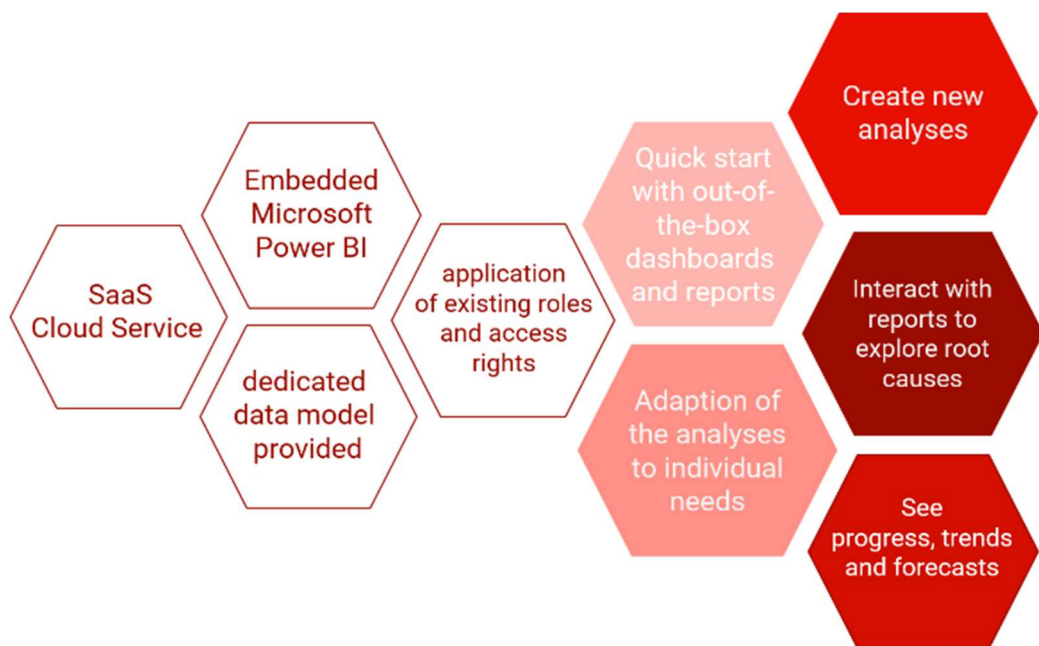 SaaS
Cloud Service
Embedded
Microsoft
Power BI
dedicated
data model
provided
application
of existing roles
and access
rights
Quick start
with out-of-
the-box
dashboards
and reports
Adaption of
the analyses
to individual
needs
Create new
analyses
Interact with
reports to
explore root
causes
See
progress, trends
and forecasts